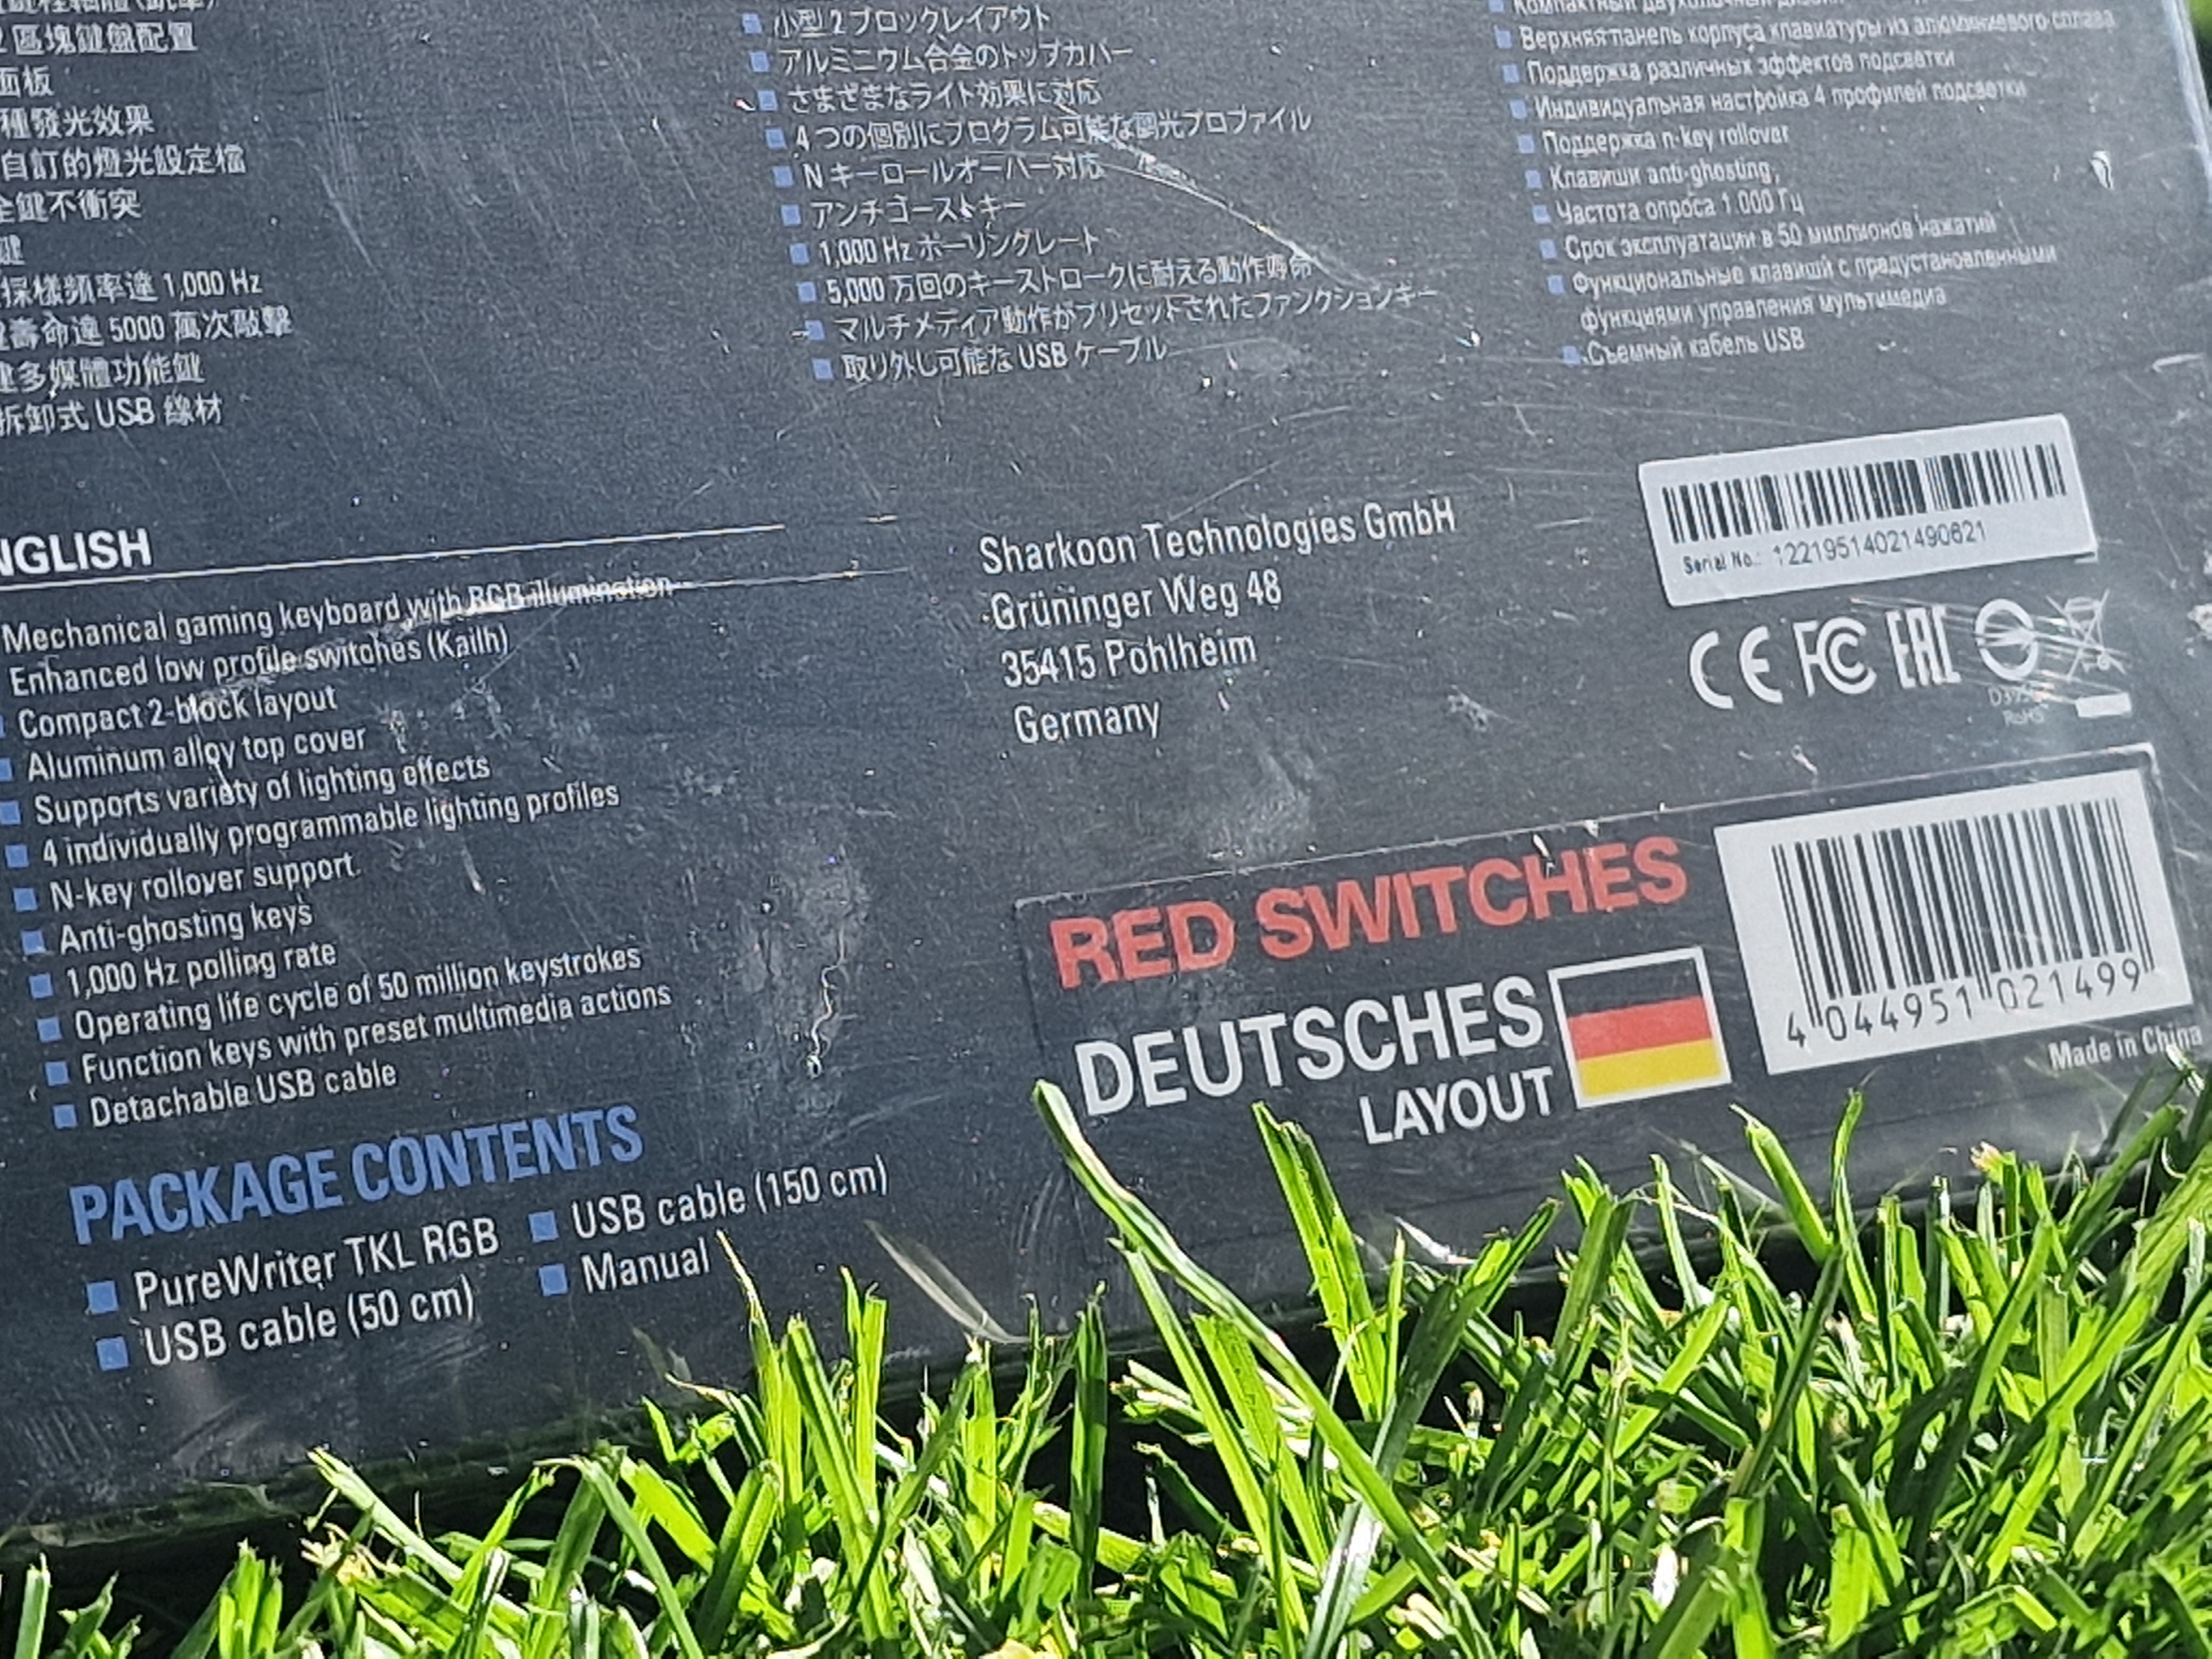 區塊鍵盤配置
面板
種發光效果
自訂的燈光設定檔
全鍵不衝突
鍵
採樣頻率達 1,000 Hz
壽命達 5000 萬次敲擊
多媒體功能鍵
拆卸式 USB 線材
小型 2 ブロックレイアウト
アルミニウム合金のトップカバー
さまざまなライト効果に対応
4 つの個別にプログラム可能な調光プロファイル
N キーロールオーバー対応
アンチゴーストキー
1,000 Hz ポーリングレート
5,000 万回のキーストロークに耐える動作寿命
マルチメディア動作がプリセットされたファンクションキー
取り外し可能な USB ケーブル
Компактный двухблочный
Верхняя панель корпуса клавиатуры из алюминиевого сплава
Поддержка различных эффектов подсветки
Индивидуальная настройка 4 профилей подсветки
Поддержка n-key rollover
Клавиши anti-ghosting
Частота опроса 1 000 Гц
Срок эксплуатации в 50 миллионов нажатий
Функциональные клавиши с предустановленными
функциями управления мультимедиа
Съемный кабель USB
NGLISH
Mechanical gaming keyboard with RGB illumination
Enhanced low profile switches (Kailh)
Compact 2-block layout
Aluminum alloy top cover
Supports variety of lighting effects
4 individually programmable lighting profiles
N-key rollover support
Anti-ghosting keys
1,000 Hz polling rate
Operating life cycle of 50 million keystrokes
Function keys with preset multimedia actions
Detachable USB cable
PACKAGE CONTENTS
PureWriter TKL RGB
USB cable (50 cm)
USB cable (150 cm)
Manual
Sharkoon Technologies GmbH
Grüninger Weg 48
35415 Pohlheim
Germany
Serial No.: 12219514021490621
CE FC EAC
RoHS
RED SWITCHES
DEUTSCHES
LAYOUT
4 044951 021499
Made in China